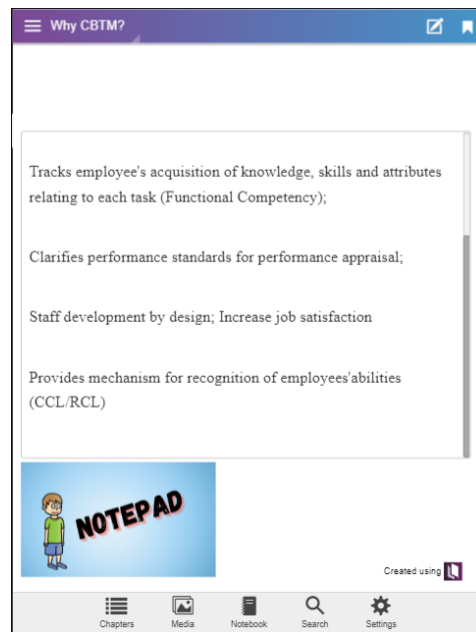 Why CBTM?
Tracks employee's acquisition of knowledge, skills and attributes
relating to each task (Functional Competency);
Clarifies performance standards for performance appraisal;
Staff development by design; Increase job satisfaction
Provides mechanism for recognition of employees'abilities
(CCL/RCL)
NOTEPAD
Created using
Chapters Media Notebook Search Settings